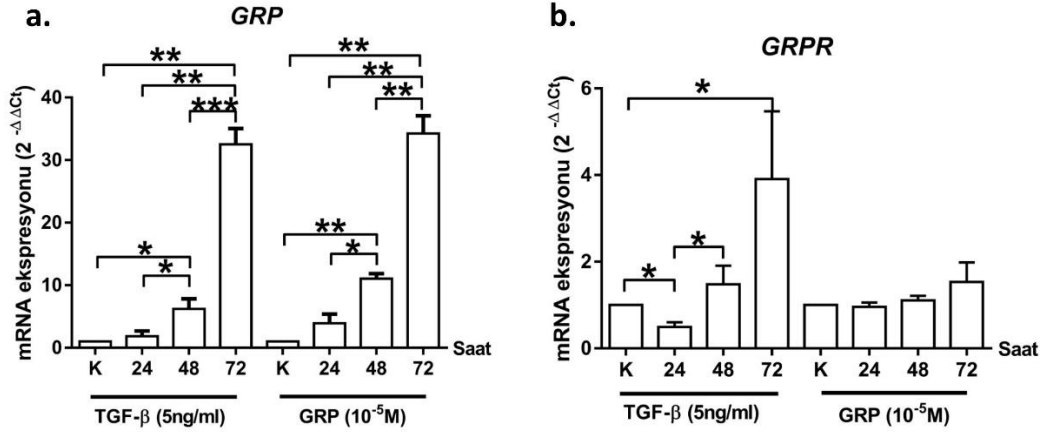 a.
GRP
mRNA ekspresyonu (2 -ΔΔCt)
40
30
20
10
0
** ** *** ** ** **
* * ** *
K 24 48 72 K 24 48 72 Saat
TGF-β (5ng/ml) GRP (10-5M)
b.
GRPR
mRNA ekspresyonu (2 -ΔΔCt)
6
4
2
0
*
* *
K 24 48 72 K 24 48 72 Saat
TGF-β (5ng/ml) GRP (10-5M)